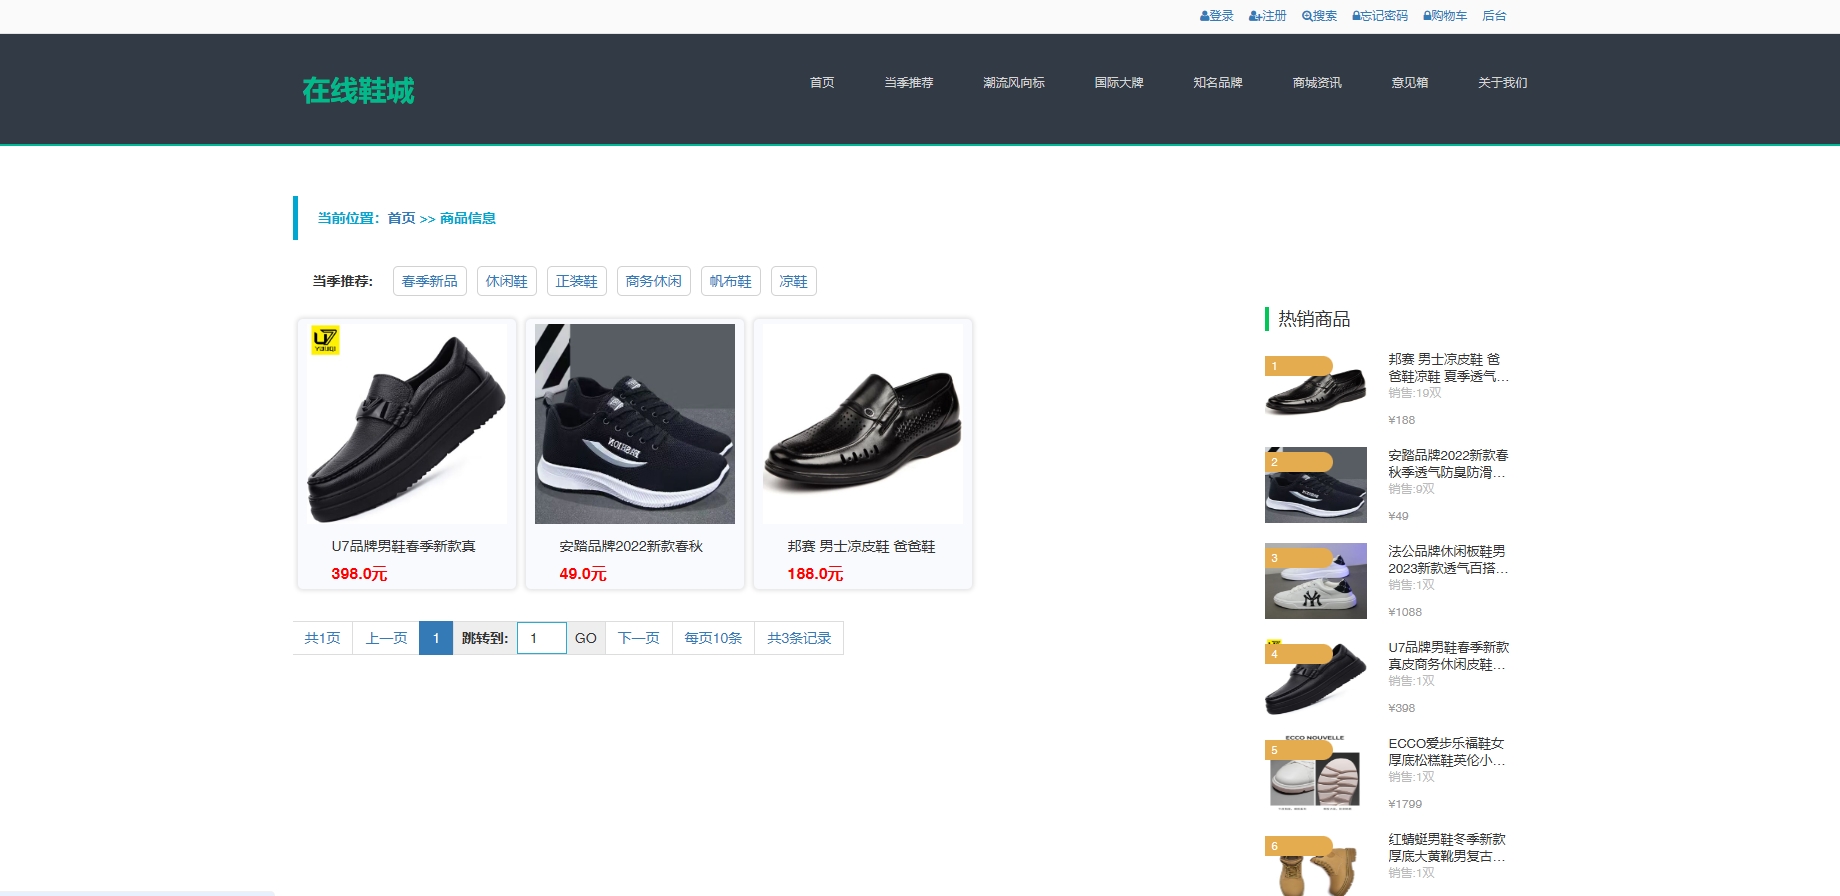 登录 注册 搜索 忘记密码 购物车 后台
在线鞋城
首页 当季推荐 潮流风向标 国际大牌 知名品牌 商城资讯 意见箱 关于我们
当前位置：首页 >> 商品信息
当季推荐: 春季新品 休闲鞋 正装鞋 商务休闲 帆布鞋 凉鞋
U7品牌男鞋春季新款真
398.0元
安踏品牌2022新款春秋
49.0元
邦赛 男士凉皮鞋 爸爸鞋
188.0元
共1页 上一页 1 跳转到: 1 GO 下一页 每页10条 共3条记录
热销商品
1
邦赛 男士凉皮鞋 爸
爸鞋凉鞋 夏季透气…
销售:19双
¥188
2
安踏品牌2022新款春
秋季透气防臭防滑…
销售:9双
¥49
3
法公品牌休闲板鞋男
2023新款透气百搭…
销售:1双
¥1088
4
U7品牌男鞋春季新款
真皮商务休闲皮鞋…
销售:1双
¥398
ECCO NOUVELLE
5
ECCO爱步乐福鞋女
厚底松糕鞋英伦小…
销售:1双
¥1799
6
红蜻蜓男鞋冬季新款
厚底大黄靴男复古…
销售:1双